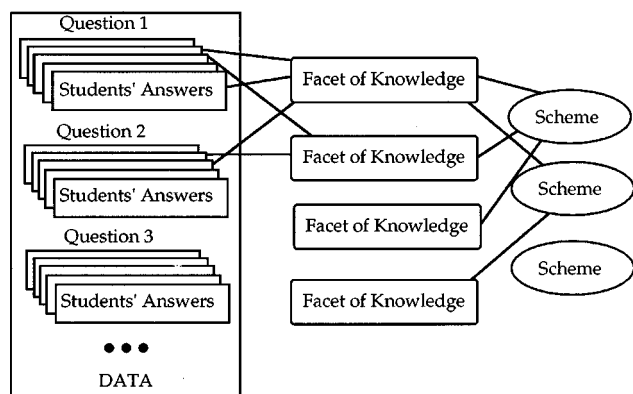 Question 1
Students' Answers
Question 2
Students' Answers
Question 3
Students' Answers
DATA
Facet of Knowledge
Facet of Knowledge
Facet of Knowledge
Facet of Knowledge
Scheme
Scheme
Scheme